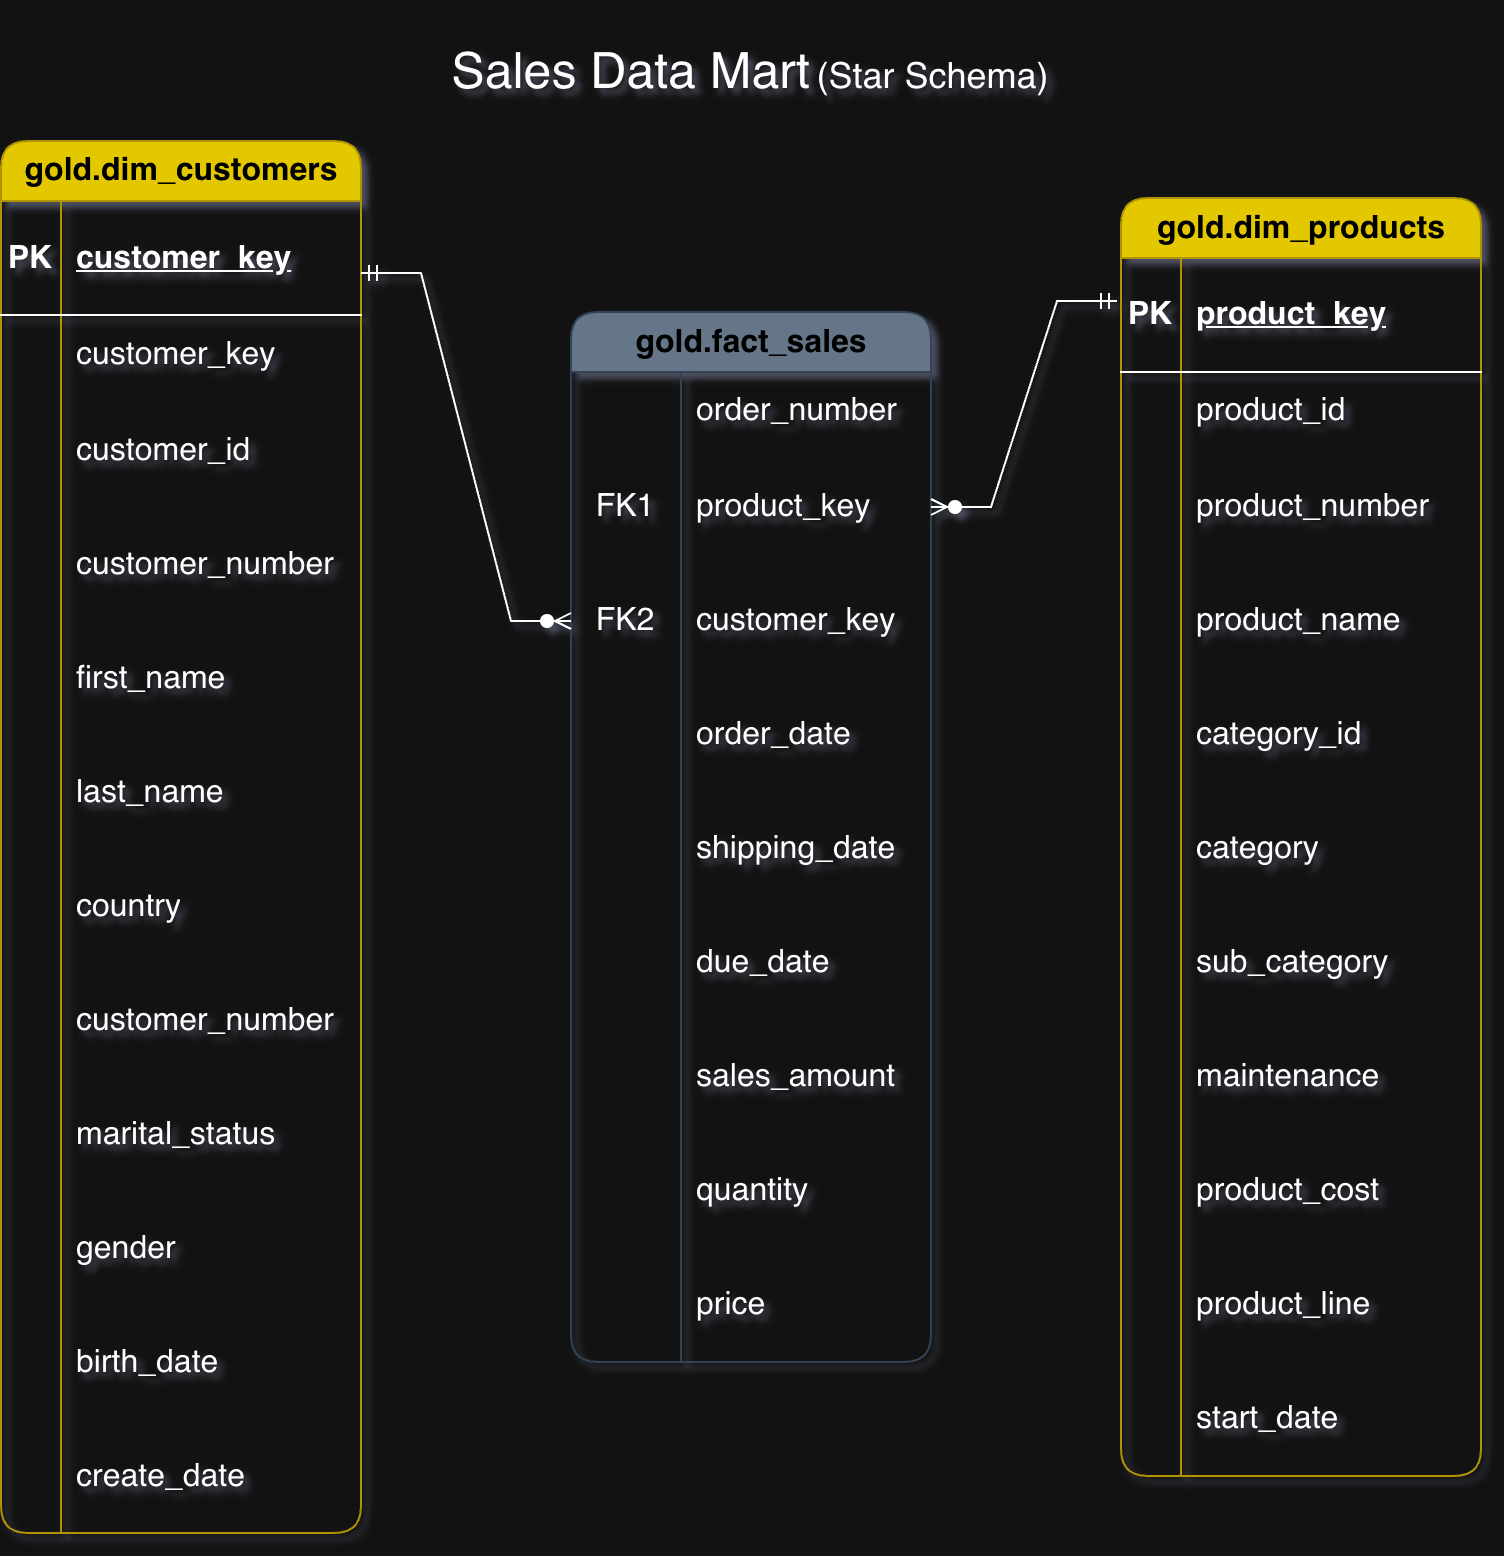 Sales Data Mart (Star Schema)
gold.dim_customers
PK customer_key
customer_key
customer_id
customer_number
first_name
last_name
country
customer_number
marital_status
gender
birth_date
create_date
gold.fact_sales
order_number
FK1 product_key
FK2 customer_key
order_date
shipping_date
due_date
sales_amount
quantity
price
gold.dim_products
PK product_key
product_id
product_number
product_name
category_id
category
sub_category
maintenance
product_cost
product_line
start_date